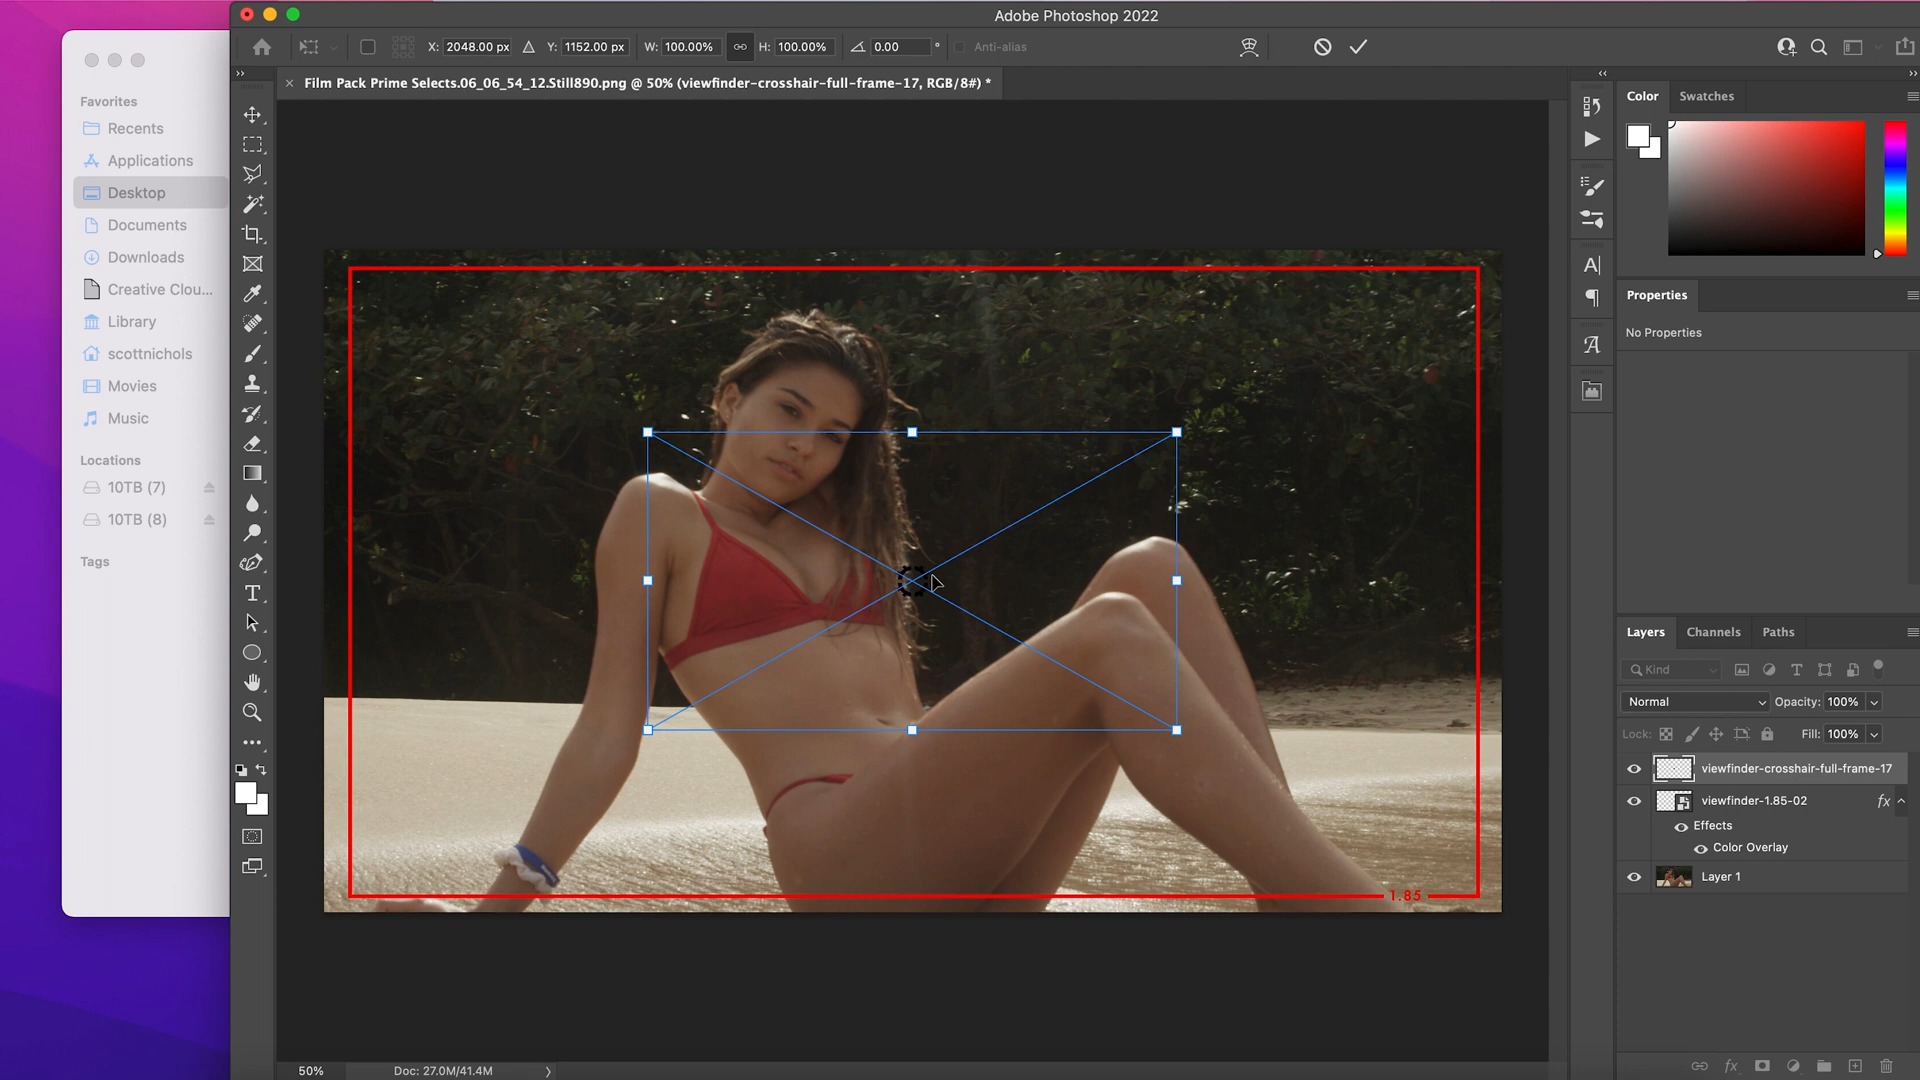 Adobe Photoshop 2022
X: 2048.00 px
Y: 1152.00 px
W: 100.00%
H: 100.00%
0.00 °
Anti-alias
Film Pack Prime Selects.06_06_54_12.Still890.png @ 50% (viewfinder-crosshair-full-frame-17, RGB/8#) *
Favorites
Recents
Applications
Desktop
Documents
Downloads
Creative Clou...
Library
scottnichols
Movies
Music
Locations
10TB (7)
10TB (8)
Tags
1.85
50%
Doc: 27.0M/41.4M
Color
Swatches
Properties
No Properties
Layers
Channels
Paths
Kind
Normal
Opacity: 100%
Lock:
Fill: 100%
viewfinder-crosshair-full-frame-17
viewfinder-1.85-02
fx
Effects
Color Overlay
Layer 1
fx